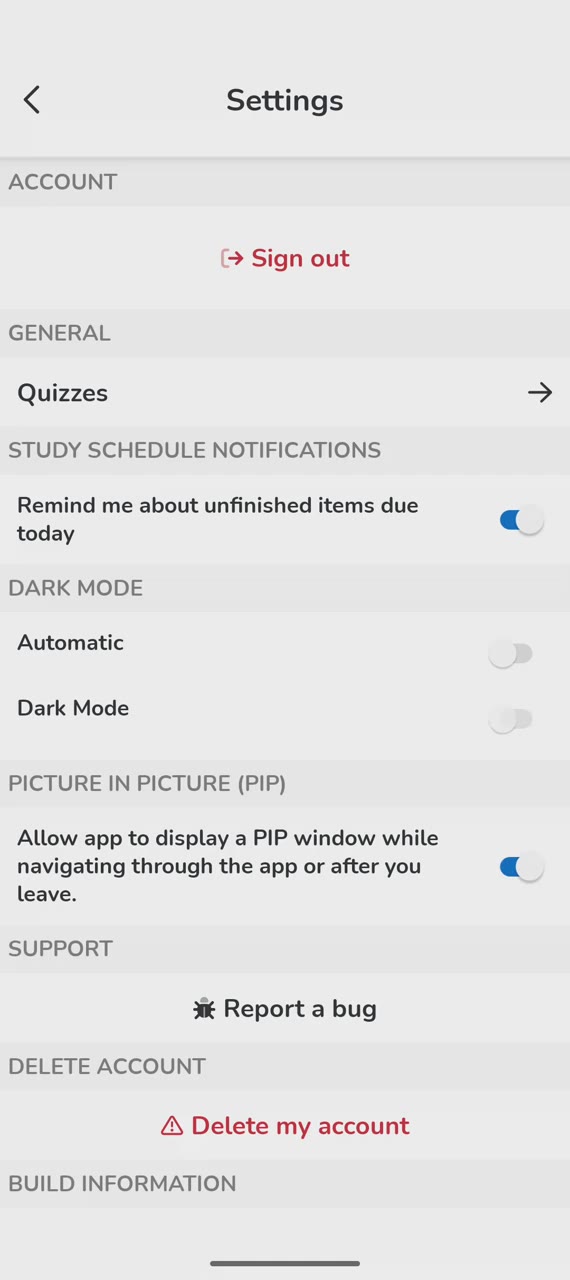 Settings
ACCOUNT
Sign out
GENERAL
Quizzes
STUDY SCHEDULE NOTIFICATIONS
Remind me about unfinished items due
today
DARK MODE
Automatic
Dark Mode
PICTURE IN PICTURE (PIP)
Allow app to display a PIP window while
navigating through the app or after you
leave.
SUPPORT
Report a bug
DELETE ACCOUNT
Delete my account
BUILD INFORMATION